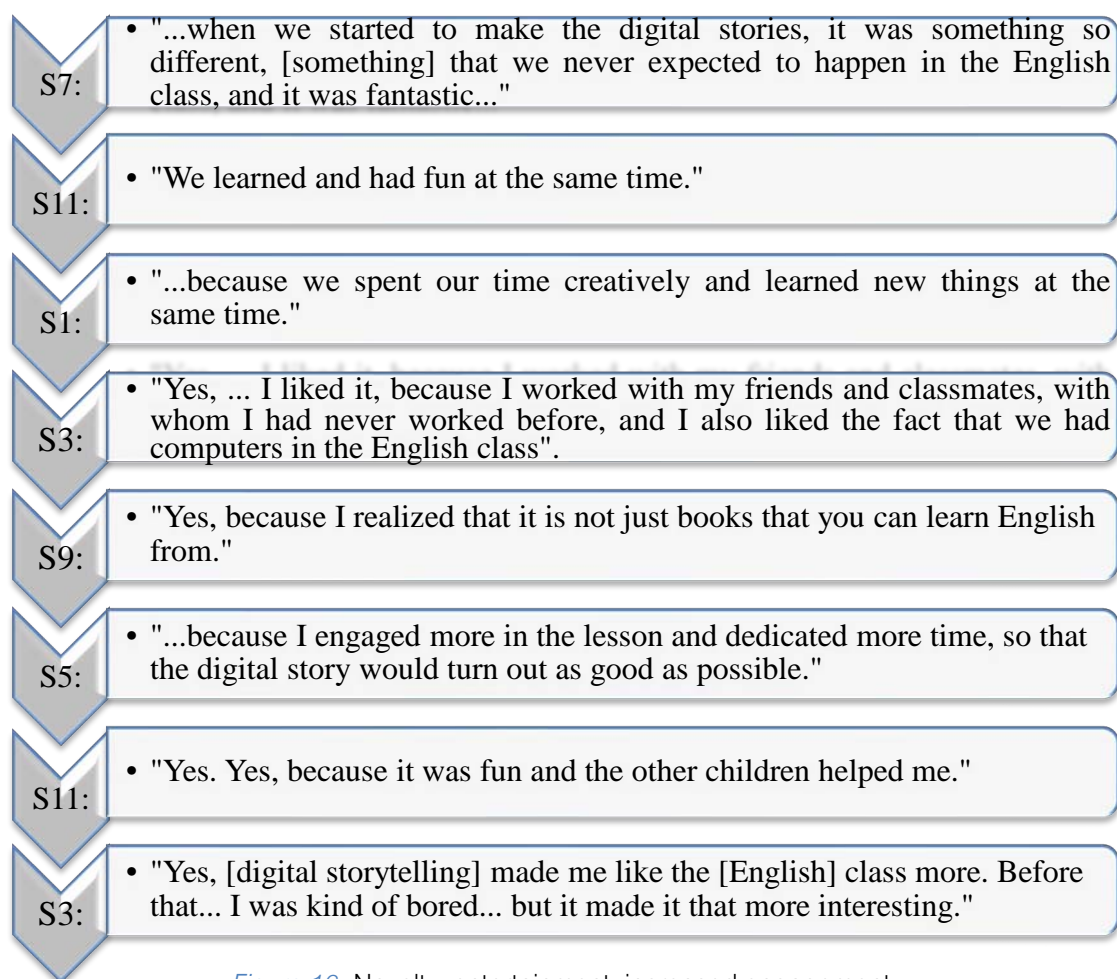 • "...when we started to make the digital stories, it was something so
different, [something] that we never expected to happen in the English
S7:
class, and it was fantastic..."
• "We learned and had fun at the same time."
S11:
• "...because we spent our time creatively and learned new things at the
same time."
S1:
• "Yes, ... I liked it, because I worked with my friends and classmates, with
whom I had never worked before, and I also liked the fact that we had
S3:
computers in the English class".
• "Yes, because I realized that it is not just books that you can learn English
from."
S9:
• "...because I engaged more in the lesson and dedicated more time, so that
the digital story would turn out as good as possible."
S5:
• "Yes. Yes, because it was fun and the other children helped me."
S11:
• "Yes, [digital storytelling] made me like the [English] class more. Before
that... I was kind of bored... but it made it that more interesting."
S3: